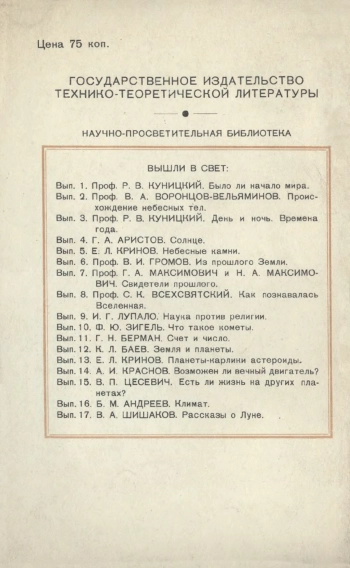 Цена 75 коп.
ГОСУДАРСТВЕННОЕ ИЗДАТЕЛЬСТВО
ТЕХНИКО-ТЕОРЕТИЧЕСКОЙ ЛИТЕРАТУРЫ
НАУЧНО-ПРОСВЕТИТЕЛЬНАЯ БИБЛИОТЕКА
ВЫШЛИ В СВЕТ:
Вып. 1. Проф. Р. В. КУНИЦКИЙ. Было ли начало мира.
Вып. 2. Проф. В. А. ВОРОНЦОВ-ВЕЛЬЯМИНОВ. Проис-
хождение небесных тел.
Вып. 3. Проф. Р. В. КУНИЦКИЙ. День и ночь. Времена
года.
Вып. 4. Г. А. АРИСТОВ. Солнце.
Вып. 5. Е. Л. КРИНОВ. Небесные камни.
Вып. 6. Проф. В. И. ГРОМОВ. Из прошлого Земли.
Вып. 7. Проф. Г. А. МАКСИМОВИЧ и Н. А. МАКСИМО-
ВИЧ. Свидетели прошлого.
Вып. 8. Проф. С. К. ВСЕХСВЯТСКИЙ. Как познавалась
Вселенная.
Вып. 9. И. Г. ЛУПАЛО. Наука против религии.
Вып. 10. Ф. Ю. ЗИГЕЛЬ. Что такое кометы.
Вып. 11. Г. Н. БЕРМАН. Счет и число.
Вып. 12. К. Л. БАЕВ. Земля и планеты.
Вып. 13. Е. Л. КРИНОВ. Планеты-карлики астероиды.
Вып. 14. А. И. КРАСНОВ. Возможен ли вечный двигатель?
Вып. 15. В. П. ЦЕСЕВИЧ. Есть ли жизнь на других пла-
нетах?
Вып. 16. Б. М. АНДРЕЕВ. Климат.
Вып. 17. В. А. ШИШАКОВ. Рассказы о Луне.